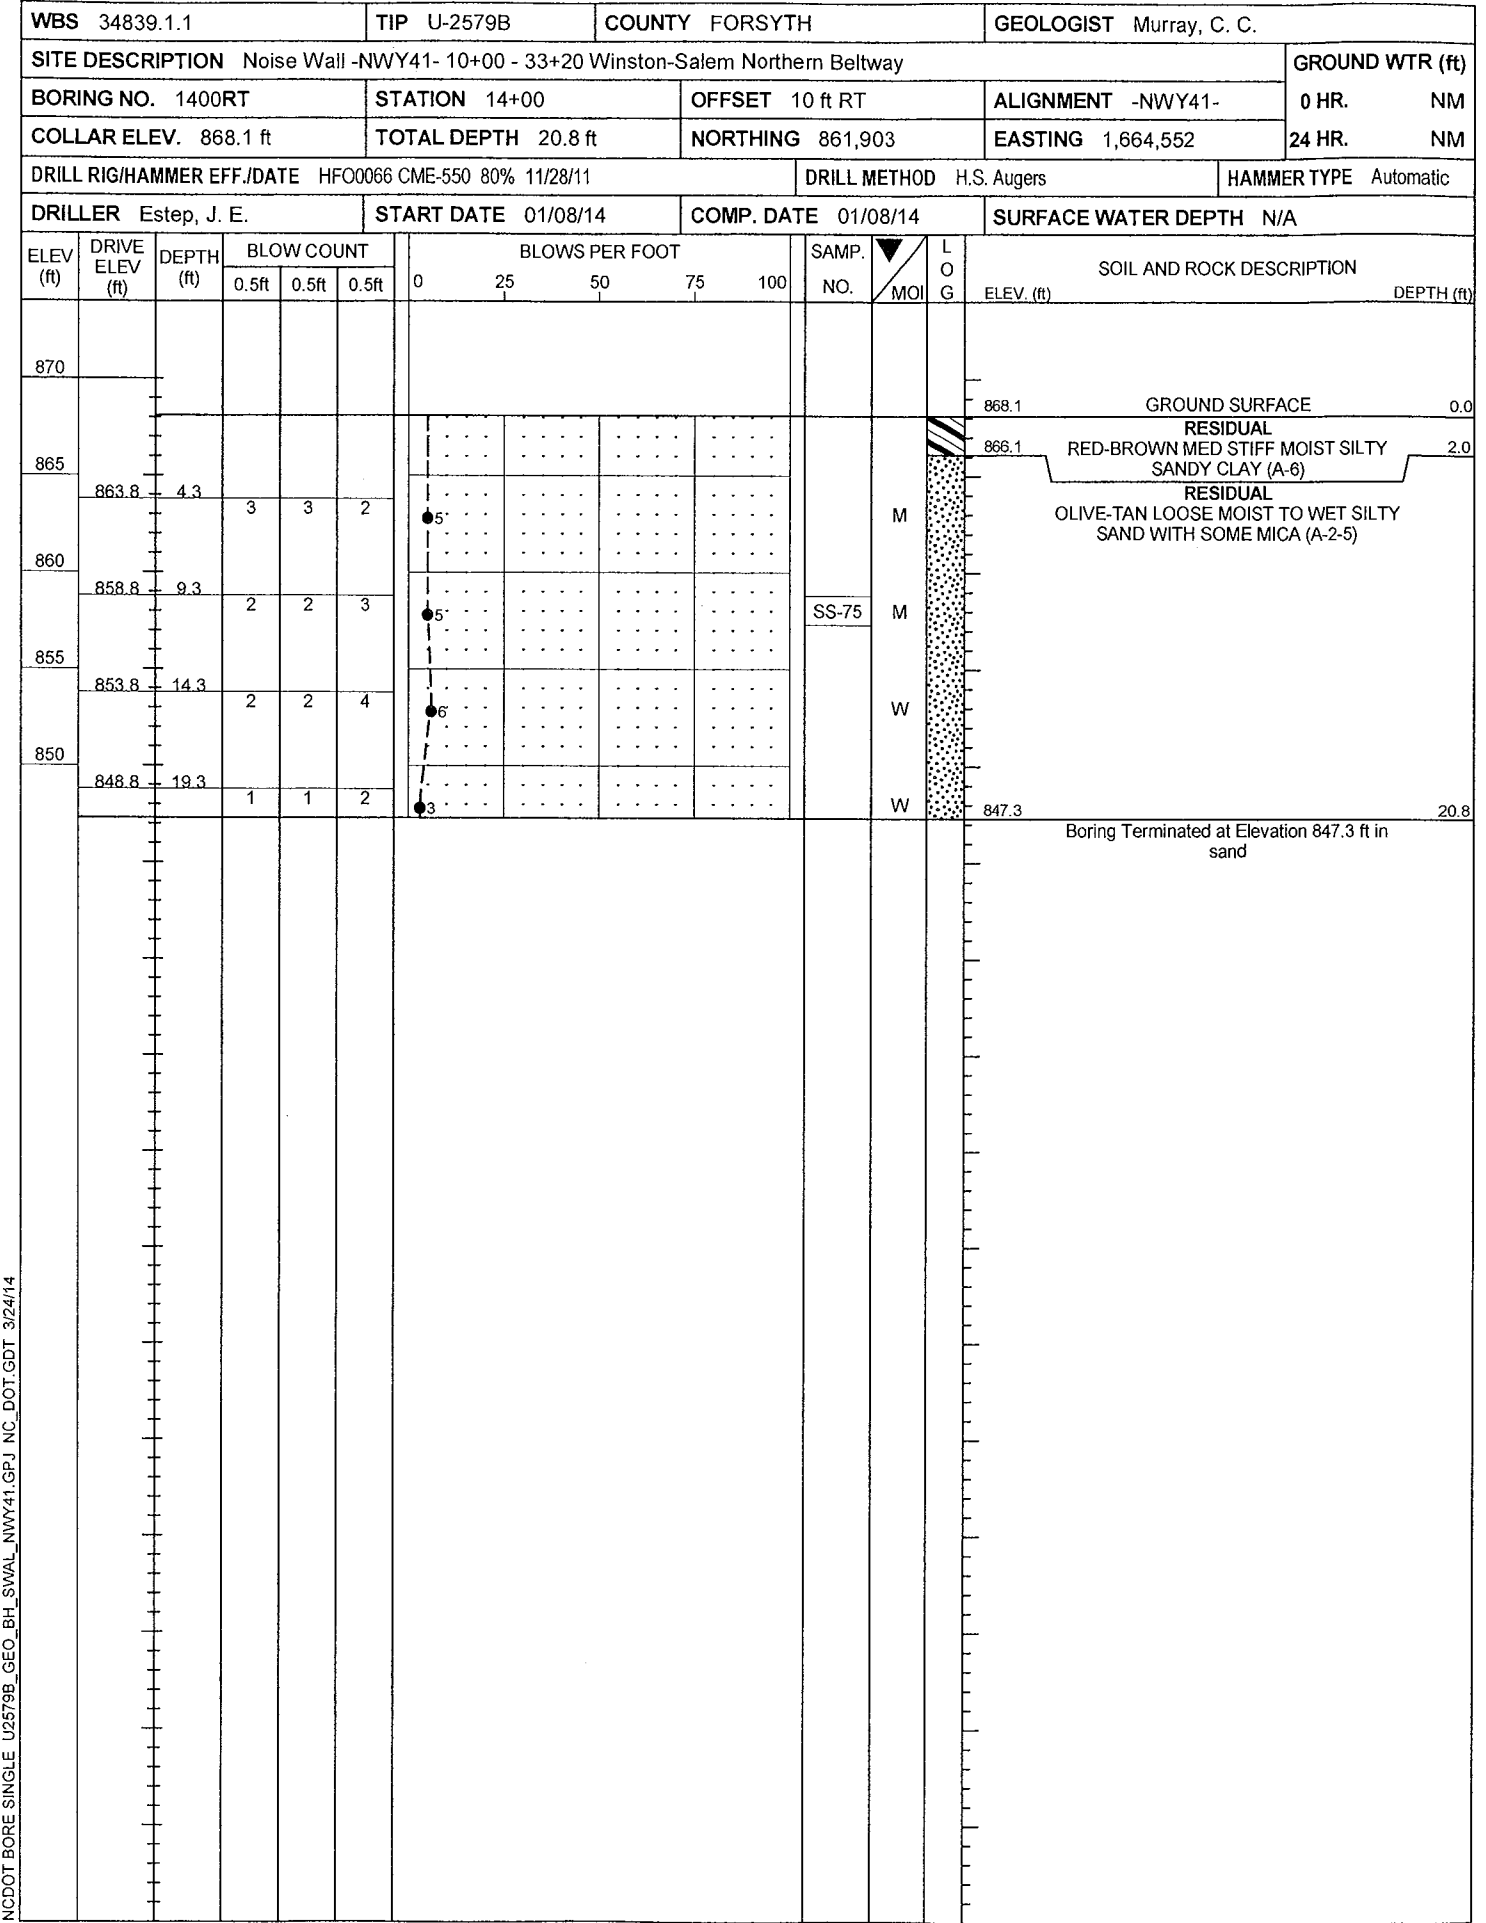 WBS 34839.1.1 TIP U-2579B COUNTY FORSYTH GEOLOGIST Murray, C. C.
SITE DESCRIPTION Noise Wall -NWY41- 10+00 - 33+20 Winston-Salem Northern Beltway GROUND WTR (ft)
BORING NO. 1400RT STATION 14+00 OFFSET 10 ft RT ALIGNMENT -NWY41- 0 HR. NM
COLLAR ELEV. 868.1 ft TOTAL DEPTH 20.8 ft NORTHING 861,903 EASTING 1,664,552 24 HR. NM
DRILL RIG/HAMMER EFF./DATE HFO0066 CME-550 80% 11/28/11 DRILL METHOD H.S. Augers HAMMER TYPE Automatic
DRILLER Estep, J. E. START DATE 01/08/14 COMP. DATE 01/08/14 SURFACE WATER DEPTH N/A
ELEV (ft) DRIVE ELEV (ft) DEPTH (ft) BLOW COUNT BLOWS PER FOOT SAMP. NO. MOI LOG SOIL AND ROCK DESCRIPTION
0.5ft 0.5ft 0.5ft 0 25 50 75 100 ELEV. (ft) DEPTH (ft)
870
868.1 GROUND SURFACE 0.0
RESIDUAL
866.1 RED-BROWN MED STIFF MOIST SILTY 2.0
865 SANDY CLAY (A-6)
863.8 4.3 RESIDUAL
3 3 2 5 M OLIVE-TAN LOOSE MOIST TO WET SILTY
SAND WITH SOME MICA (A-2-5)
860
858.8 9.3
2 2 3 5 SS-75 M
855
853.8 14.3
2 2 4 6 W
850
848.8 19.3
1 1 2 3 W 847.3 20.8
Boring Terminated at Elevation 847.3 ft in
sand
NCDOT BORE SINGLE U2579B_GEO_BH_SWAL_NWY41.GPJ NC_DOT.GDT 3/24/14